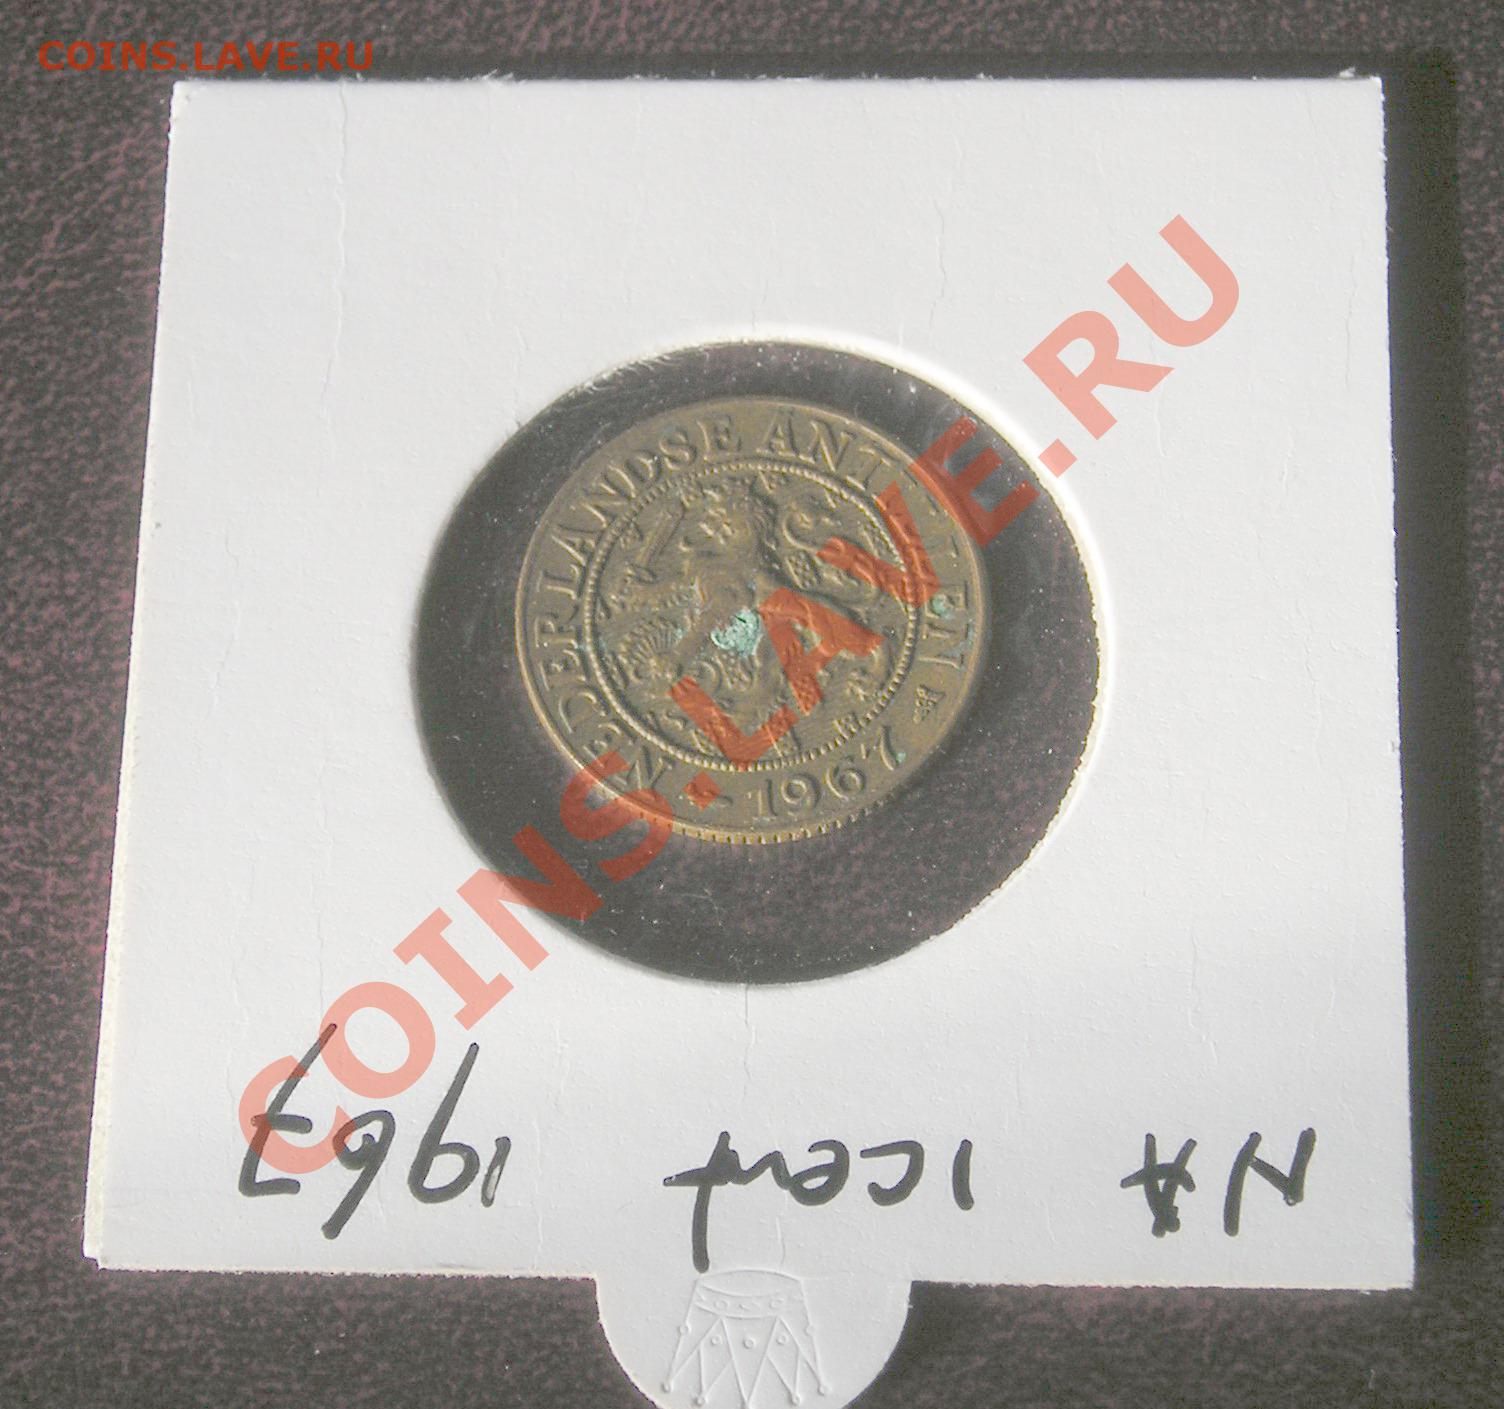 COINS.LAVE.RU
COINS.LAVE.RU
NEDERLANDSE ANTILLEN
1967
NA 1cent 1967